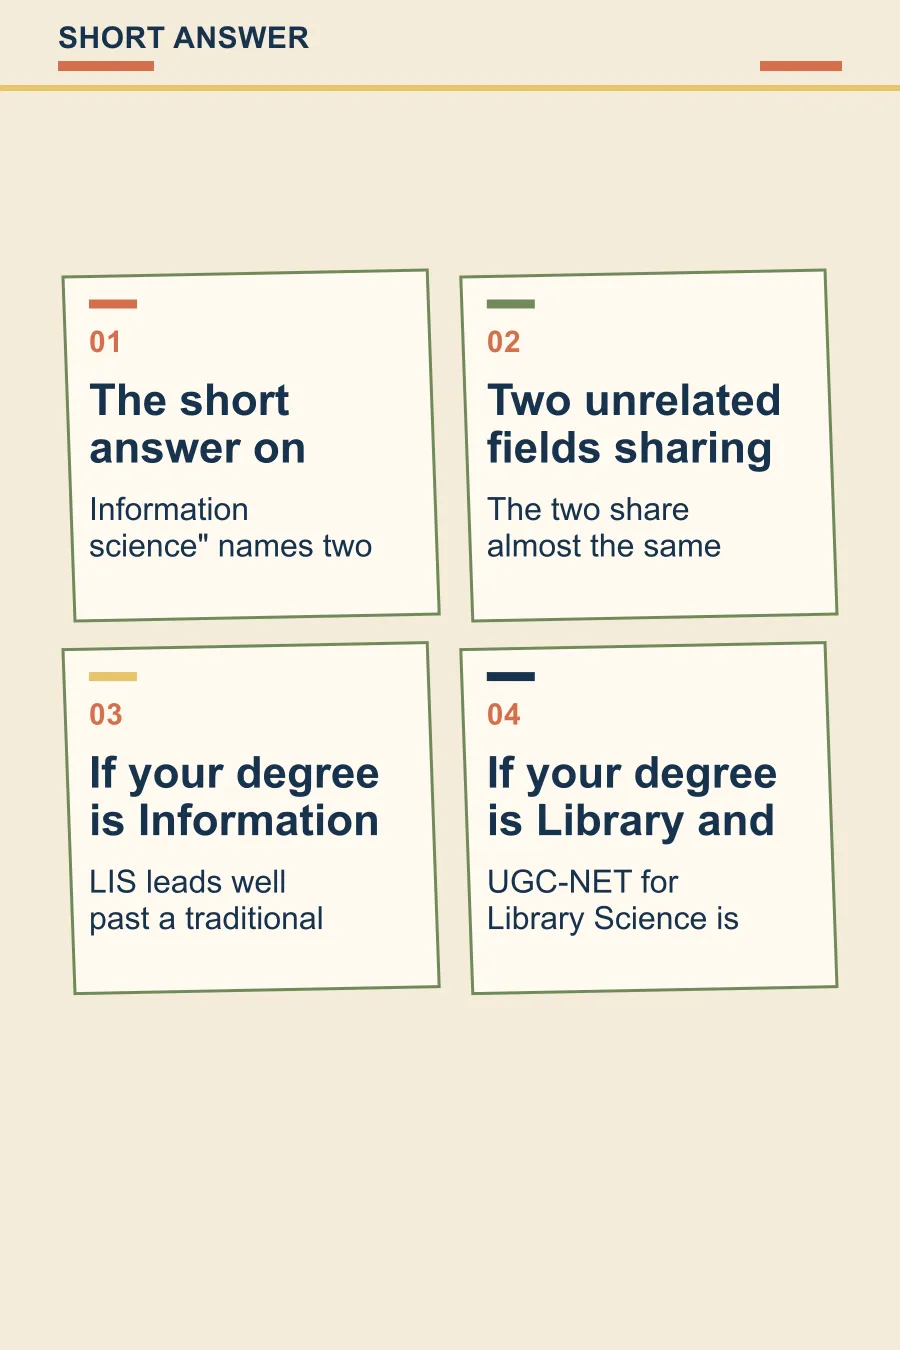 SHORT ANSWER
01
The short
answer on
Information
science" names two
02
Two unrelated
fields sharing
The two share
almost the same
03
If your degree
is Information
LIS leads well
past a traditional
04
If your degree
is Library and
UGC-NET for
Library Science is